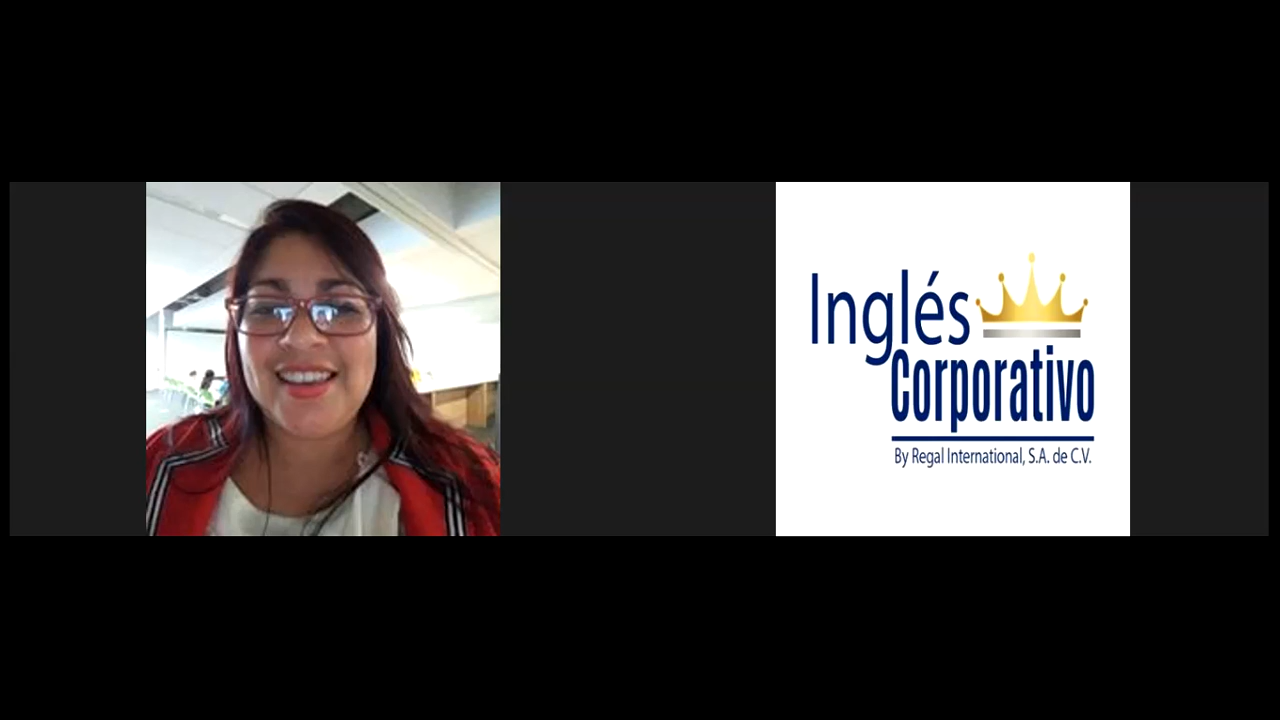 Inglés
Corporativo
By Regal International, S.A. de C.V.